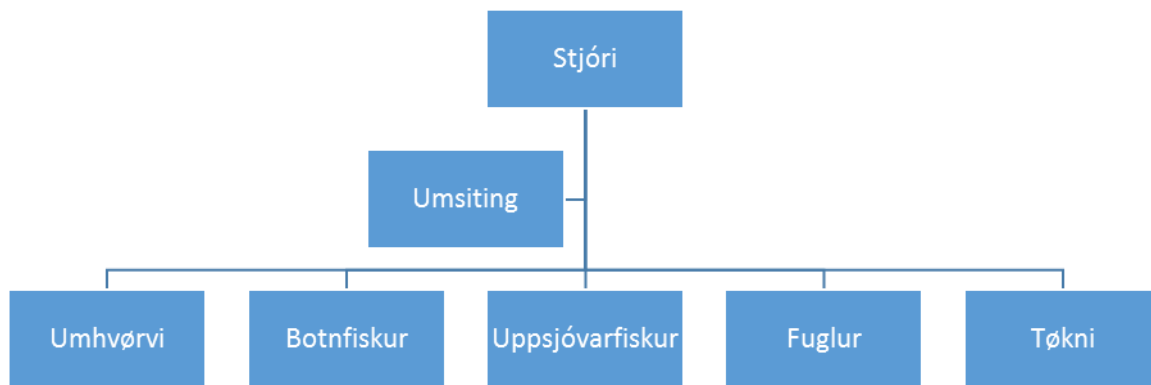 Stjóri
Umsiting
Umhvørvi
Botnfiskur
Uppsjóvarfiskur
Fuglur
Tøkni